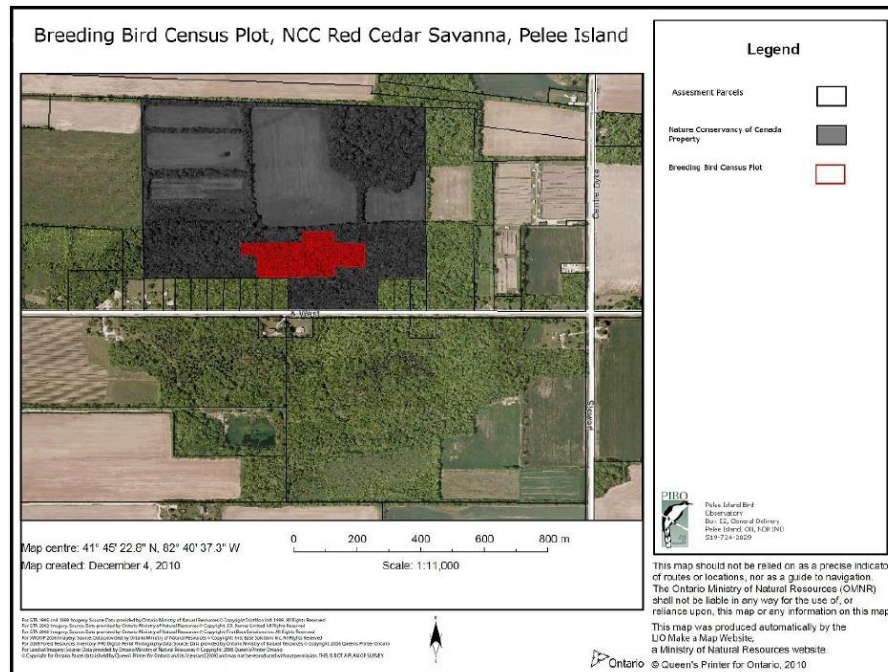 Breeding Bird Census Plot, NCC Red Cedar Savanna, Pelee Island
Legend
Assesment Parcels
Nature Conservancy of Canada
Property
Breeding Bird Census Plot
Centre Dyke
West
Stewart
PIBO
Pelee Island Bird
Observatory
Box 52, General Delivery
Pelee Island, ON,
519-724-2829
Map centre: 41° 45' 22.8" N, 82° 40' 37.3" W
Map created: December 4, 2010
0 200 400 600 800 m
Scale: 1:11,000
This map should not be relied on as a precise indicator
of routes or locations, nor as a guide to navigation.
The Ontario Ministry of Natural Resources (OMNR)
shall not be liable in any way for the use of, or
reliance upon, this map or any information on this map.
This map was produced automatically by the
LIO Make a Map Website,
a Ministry of Natural Resources website.
Ontario
© Queen's Printer for Ontario, 2010